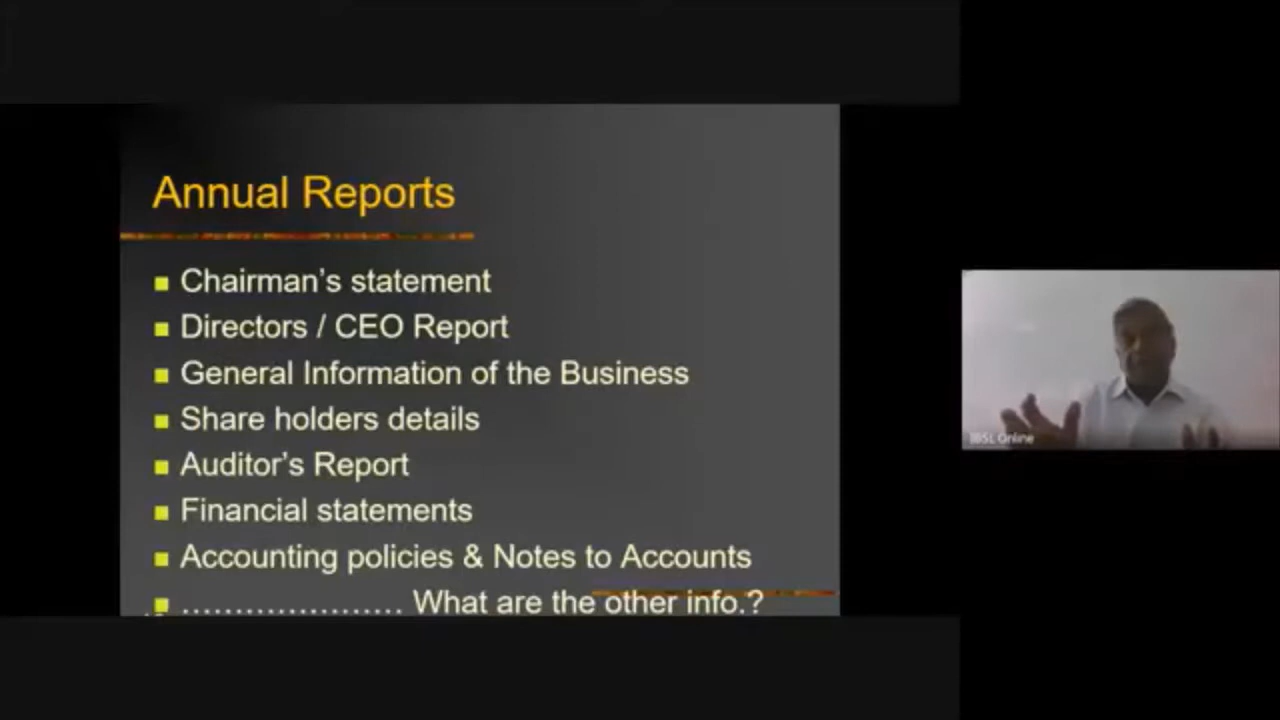 Annual Reports
Chairman's statement
Directors / CEO Report
General Information of the Business
Share holders details
Auditor's Report
Financial statements
Accounting policies & Notes to Accounts
..................... What are the other info.?
IBSL Online